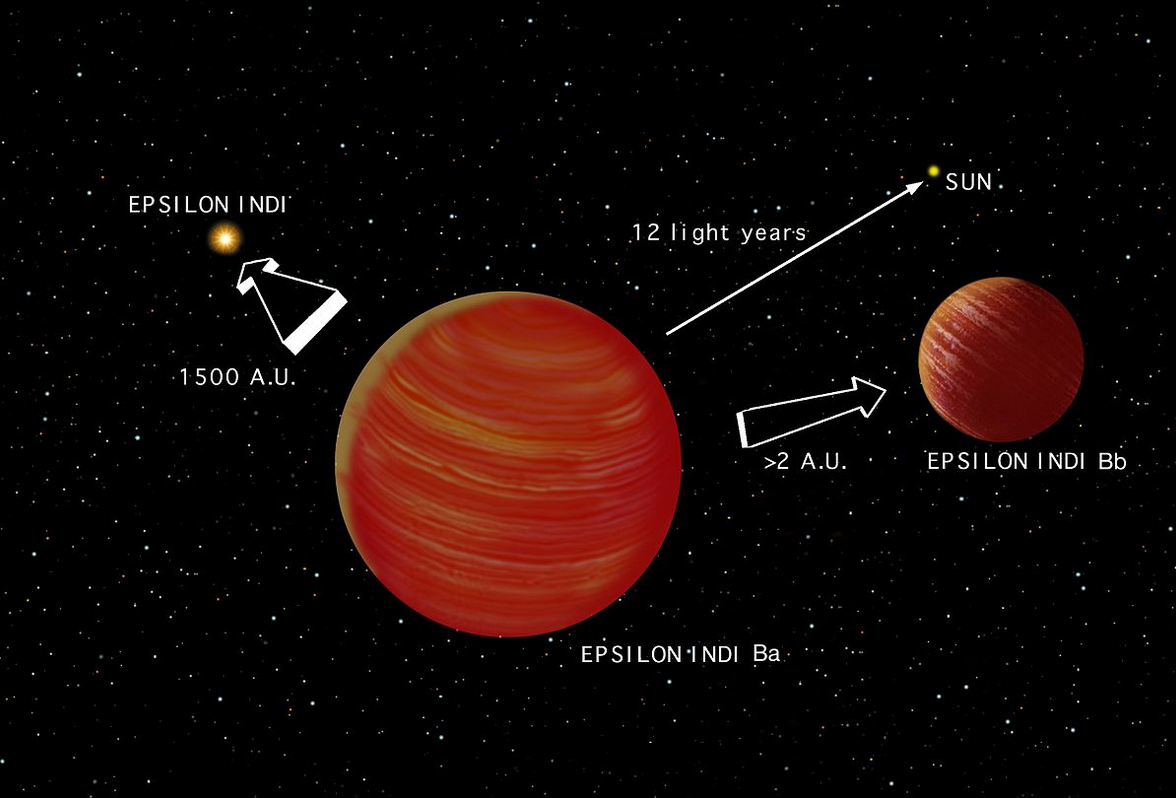 EPSILON INDI
SUN
12 light years
1500 A.U.
>2 A.U.
EPSILON INDI Bb
EPSILON INDI Ba